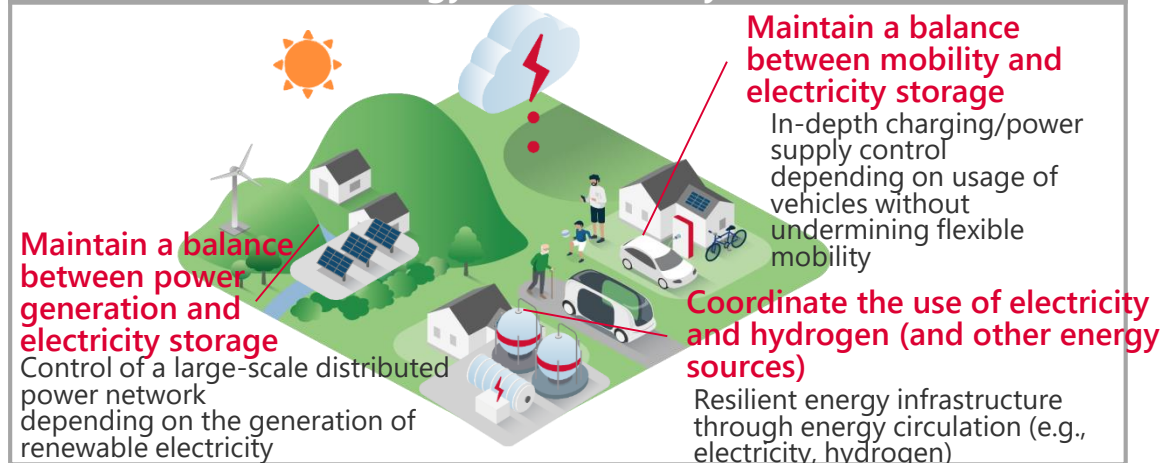 Maintain a balance
between mobility and
electricity storage
In-depth charging/power
supply control
depending on usage of
vehicles without
undermining flexible
mobility
Maintain a balance
between power
generation and
electricity storage
Control of a large-scale distributed
power network
depending on the generation of
renewable electricity
Coordinate the use of electricity
and hydrogen (and other energy
sources)
Resilient energy infrastructure
through energy circulation (e.g.,
electricity, hydrogen)